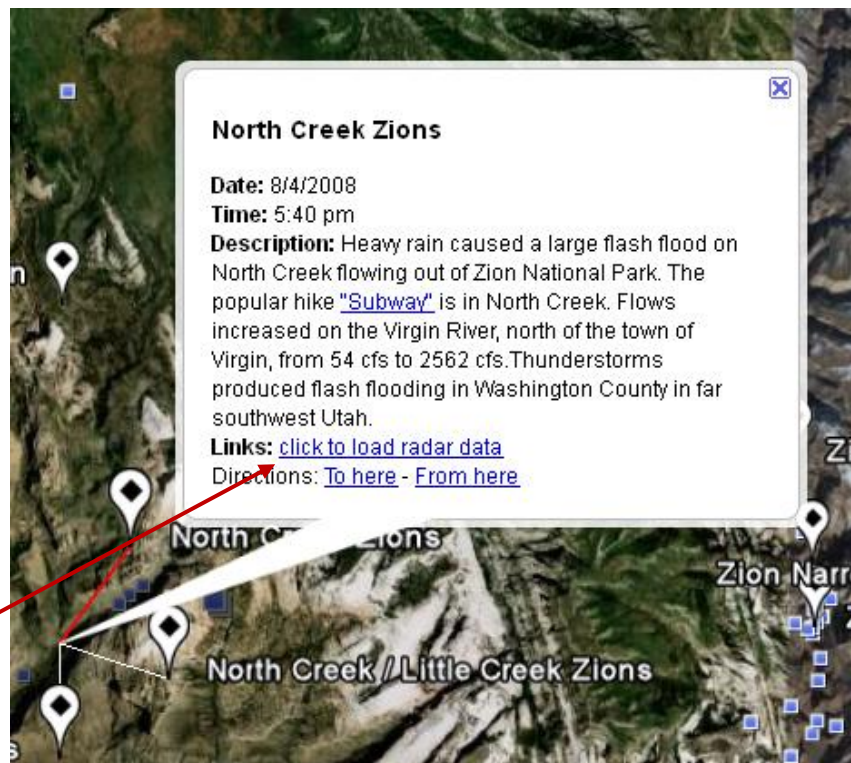 North Creek Zions
Date: 8/4/2008
Time: 5:40 pm
Description: Heavy rain caused a large flash flood on
North Creek flowing out of Zion National Park. The
popular hike "Subway" is in North Creek. Flows
increased on the Virgin River, north of the town of
Virgin, from 54 cfs to 2562 cfs.Thunderstorms
produced flash flooding in Washington County in far
southwest Utah.
Links: click to load radar data
Directions: To here - From here
n
Zi
North C Zions
Zion Narr
North Creek / Little Creek Zions
s